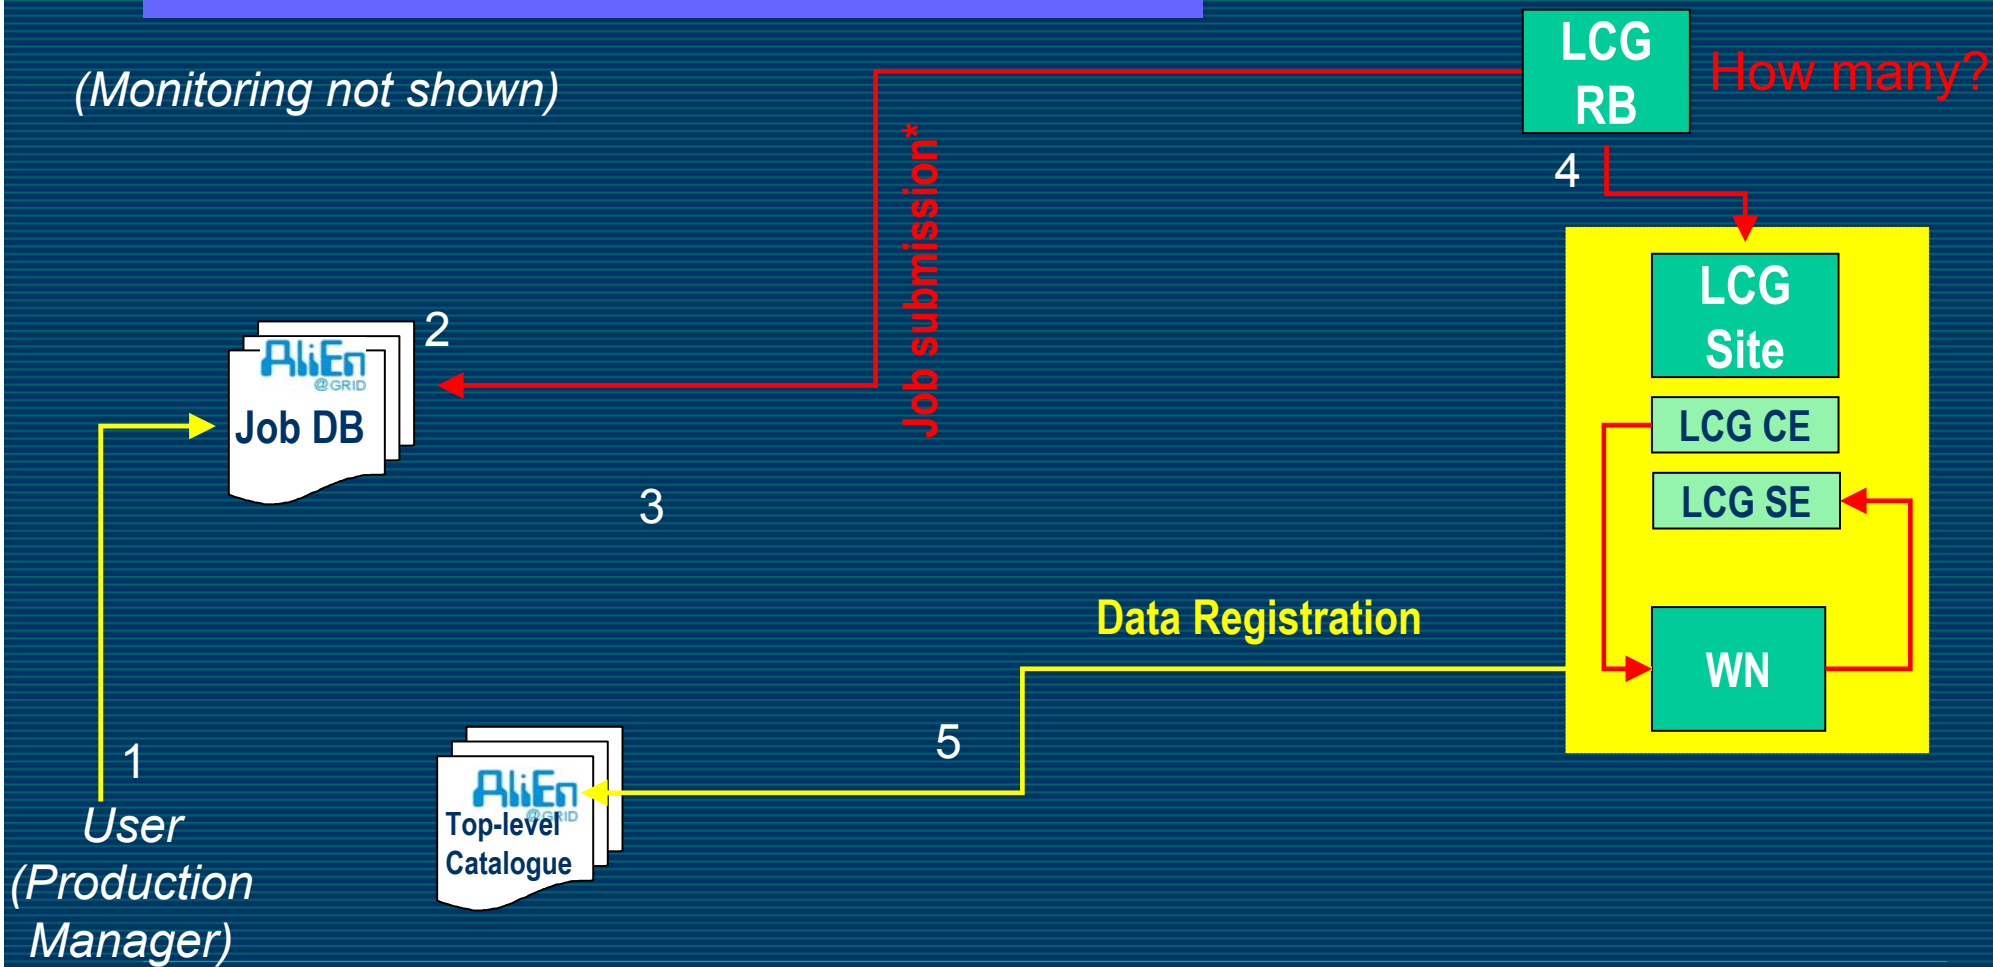 (Monitoring not shown)
LCG
RB
How many?
4
Job submission*
LCG
Site
2
AliEn
@GRID
Job DB
LCG CE
LCG SE
3
Data Registration
WN
1
5
AliEn
@GRID
Top-level
Catalogue
User
(Production
Manager)